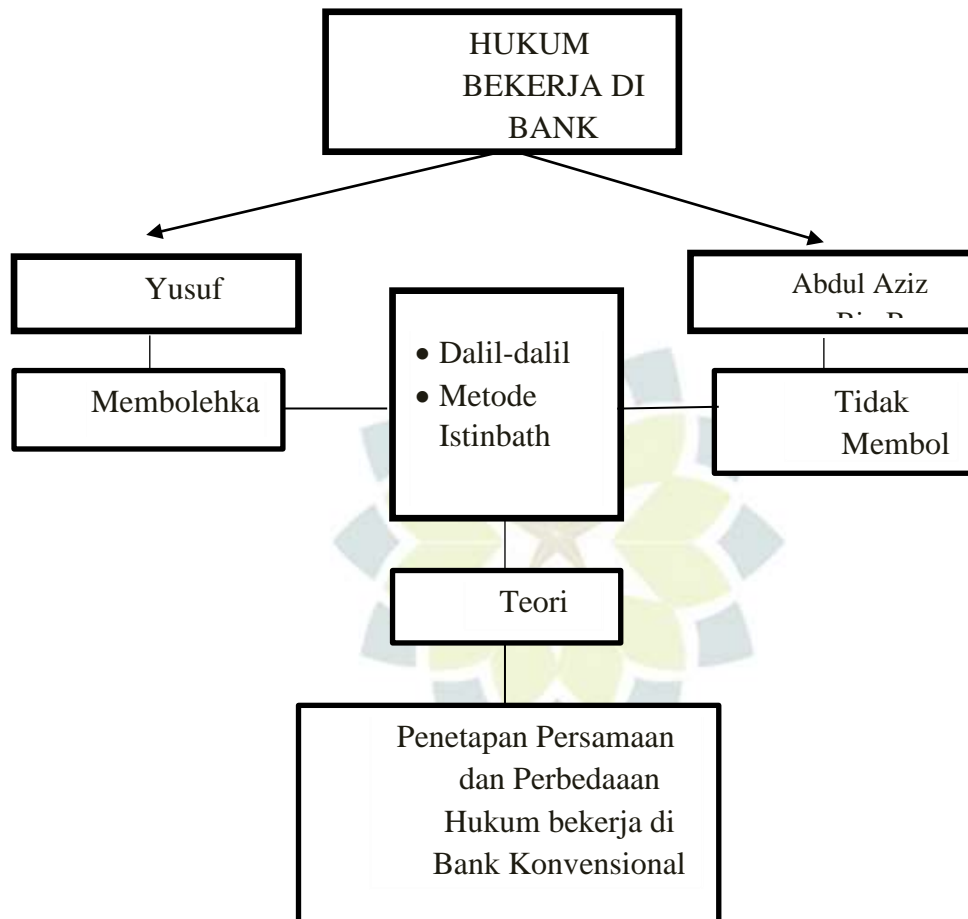 HUKUM
BEKERJA DI
BANK
Yusuf
Abdul Aziz
• Dalil-dalil
• Metode
Istinbath
Membolehka
Tidak
Membol
Teori
Penetapan Persamaan
dan Perbedaaan
Hukum bekerja di
Bank Konvensional